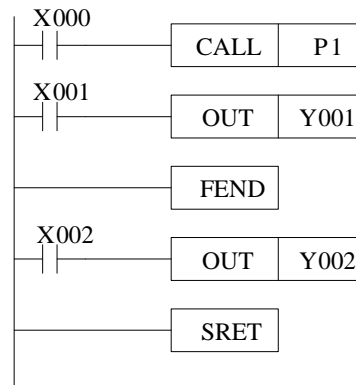 X000
CALL P1
X001
OUT Y001
FEND
X002
OUT Y002
SRET